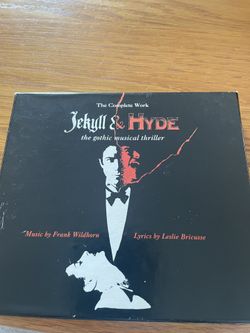 The Complete Work
Jekyll & HYDE
the gothic musical thriller
Music by Frank Wildhorn
Lyrics by Leslie Bricusse